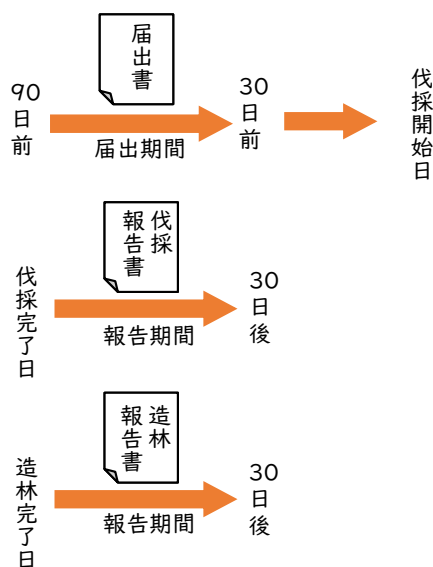 届出書
90日前
30日前
届出期間
伐採開始日
伐採
報告書
伐採完了日
30日後
報告期間
造林
報告書
造林完了日
30日後
報告期間